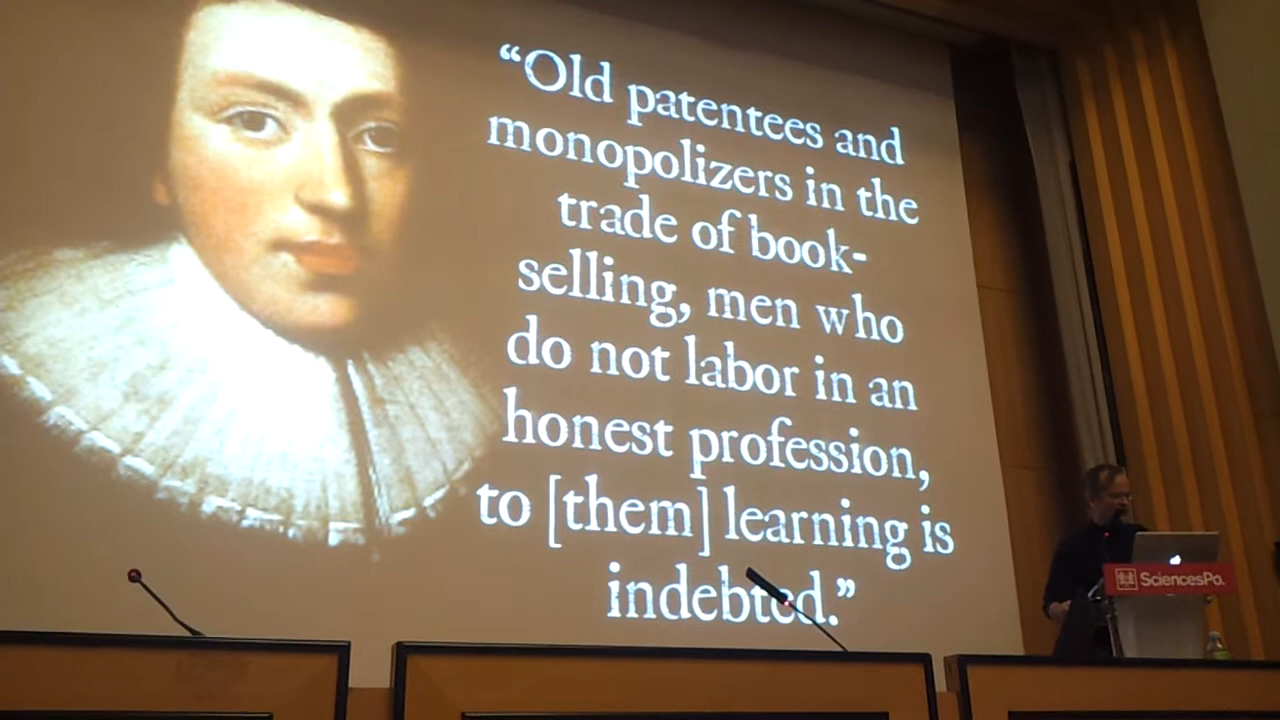 “Old patentees and
monopolizers in the
trade of book-
selling, men who
do not labor in an
honest profession,
to [them] learning is
indebted.”
SciencesPo.